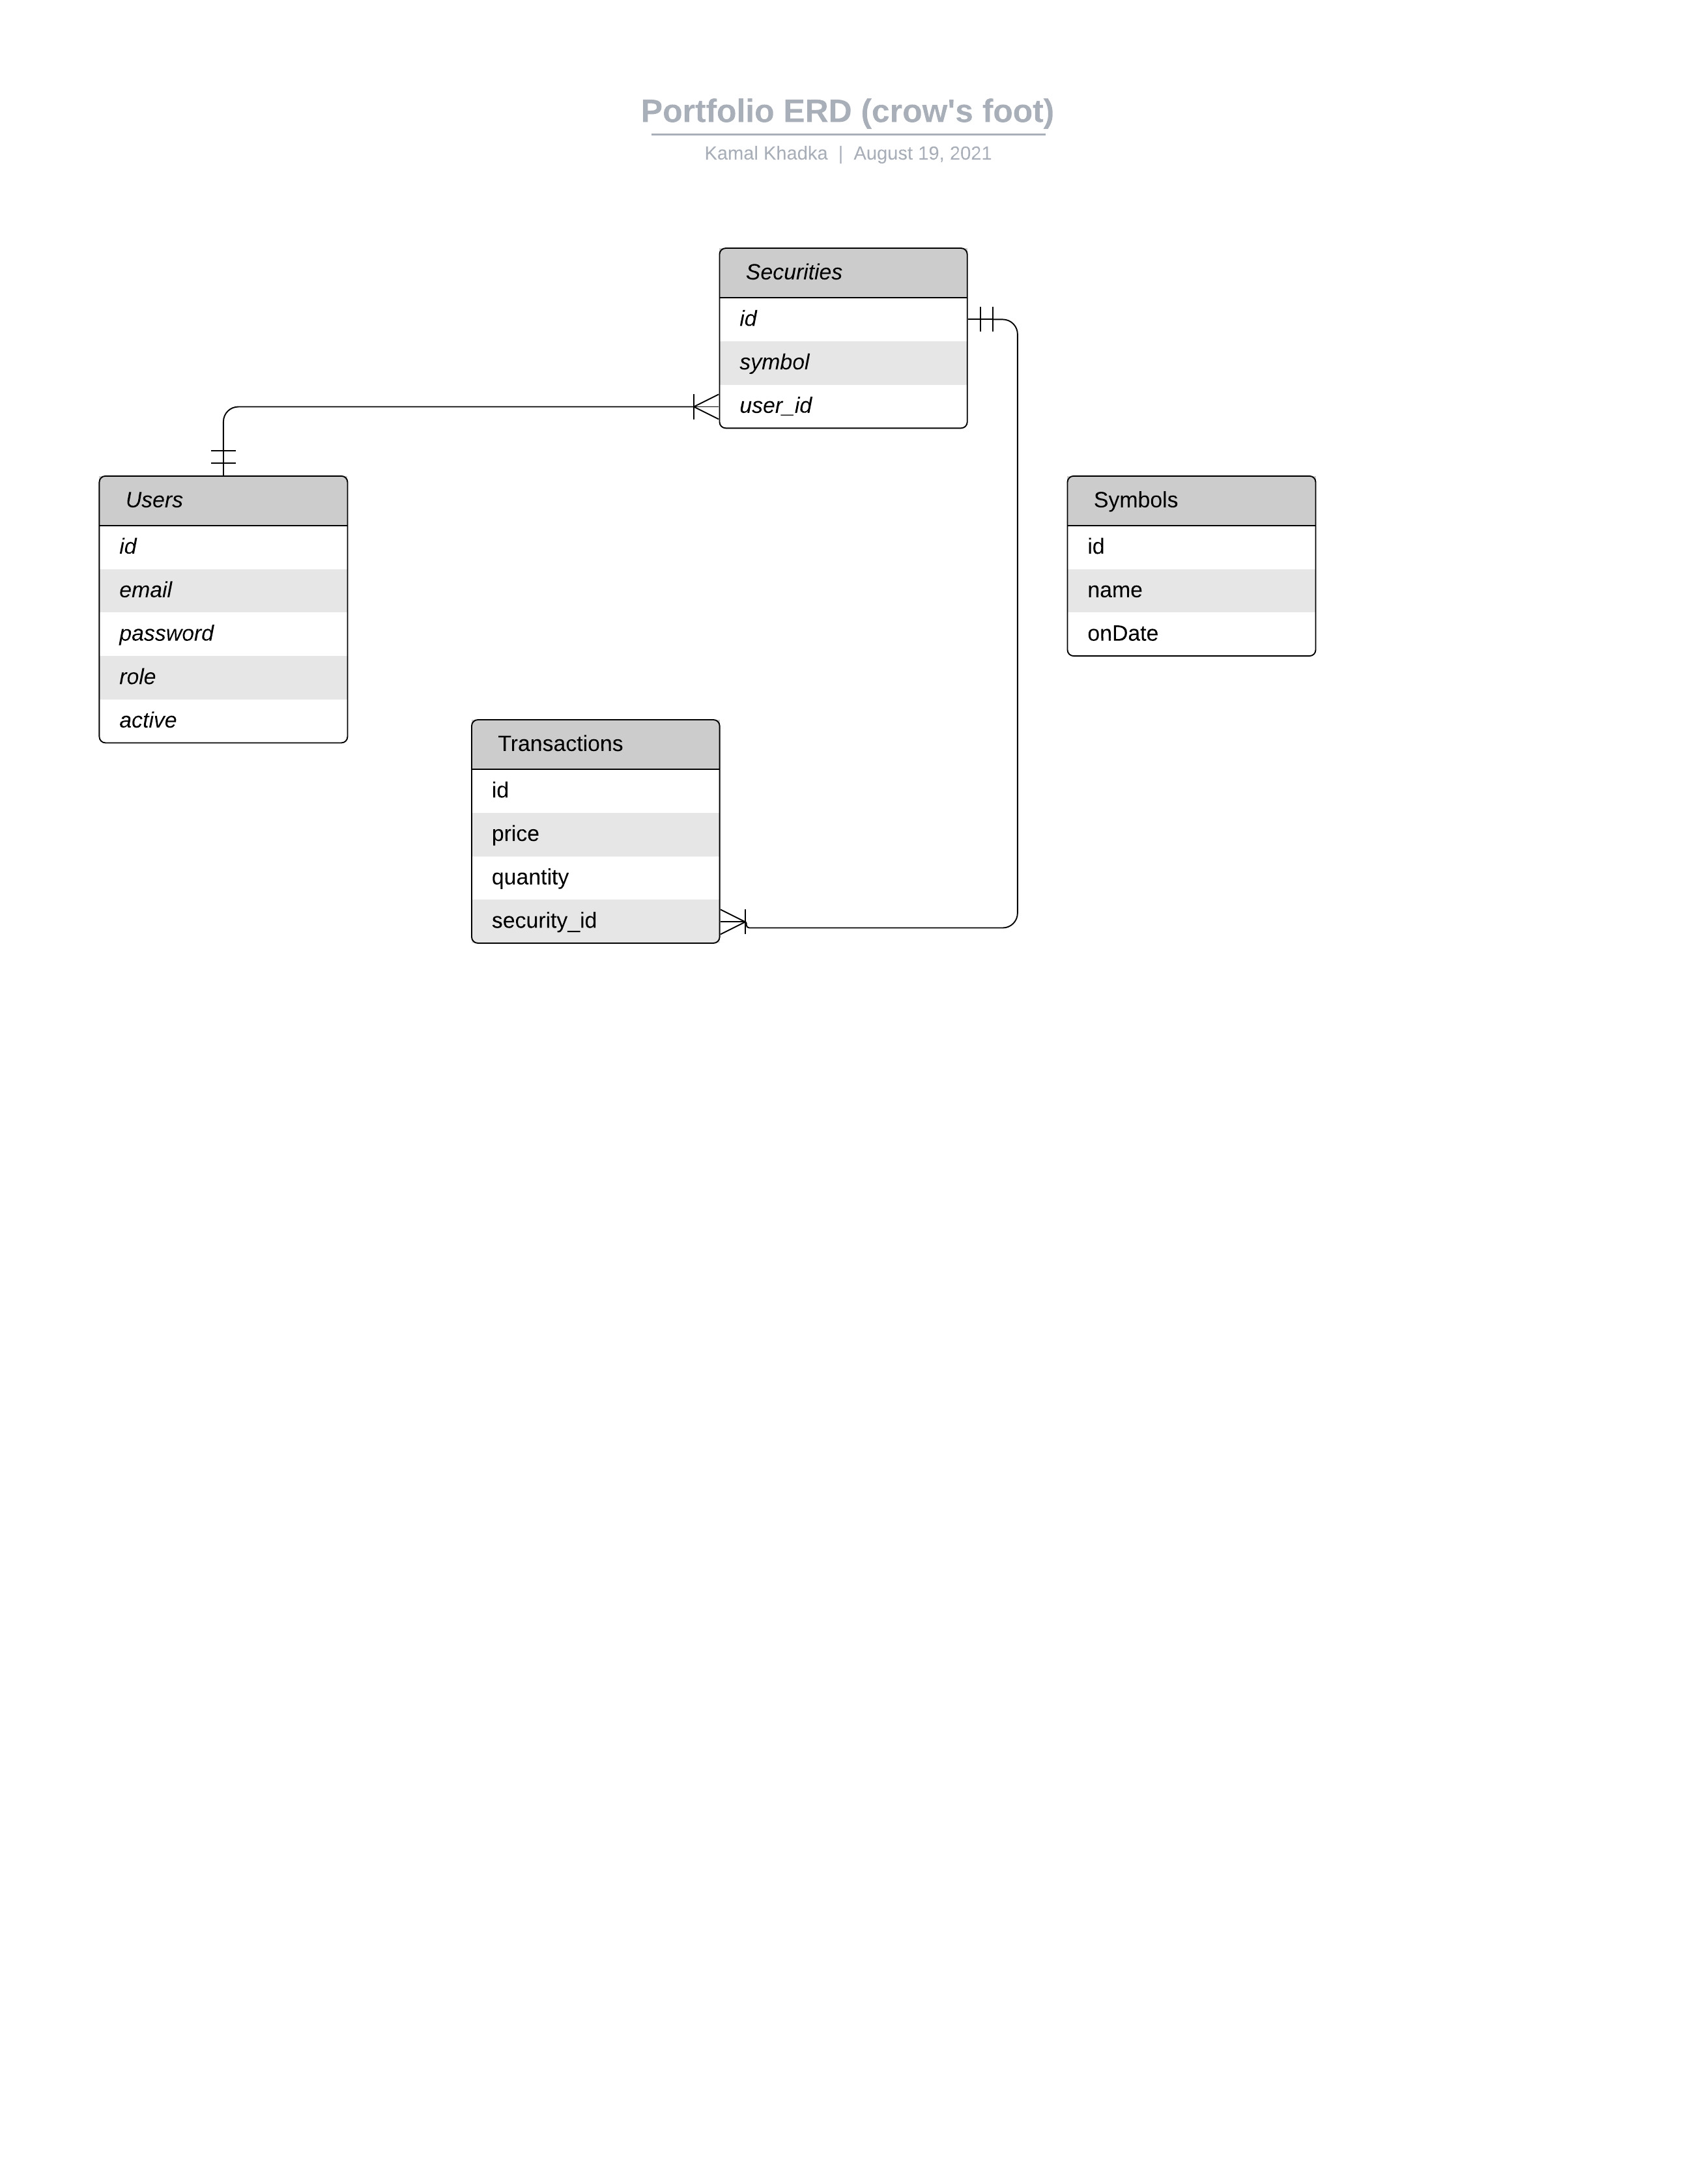 Portfolio ERD (crow's foot)
Kamal Khadka | August 19, 2021
Securities
id
symbol
user_id
Users
id
email
password
role
active
Symbols
id
name
onDate
Transactions
id
price
quantity
security_id